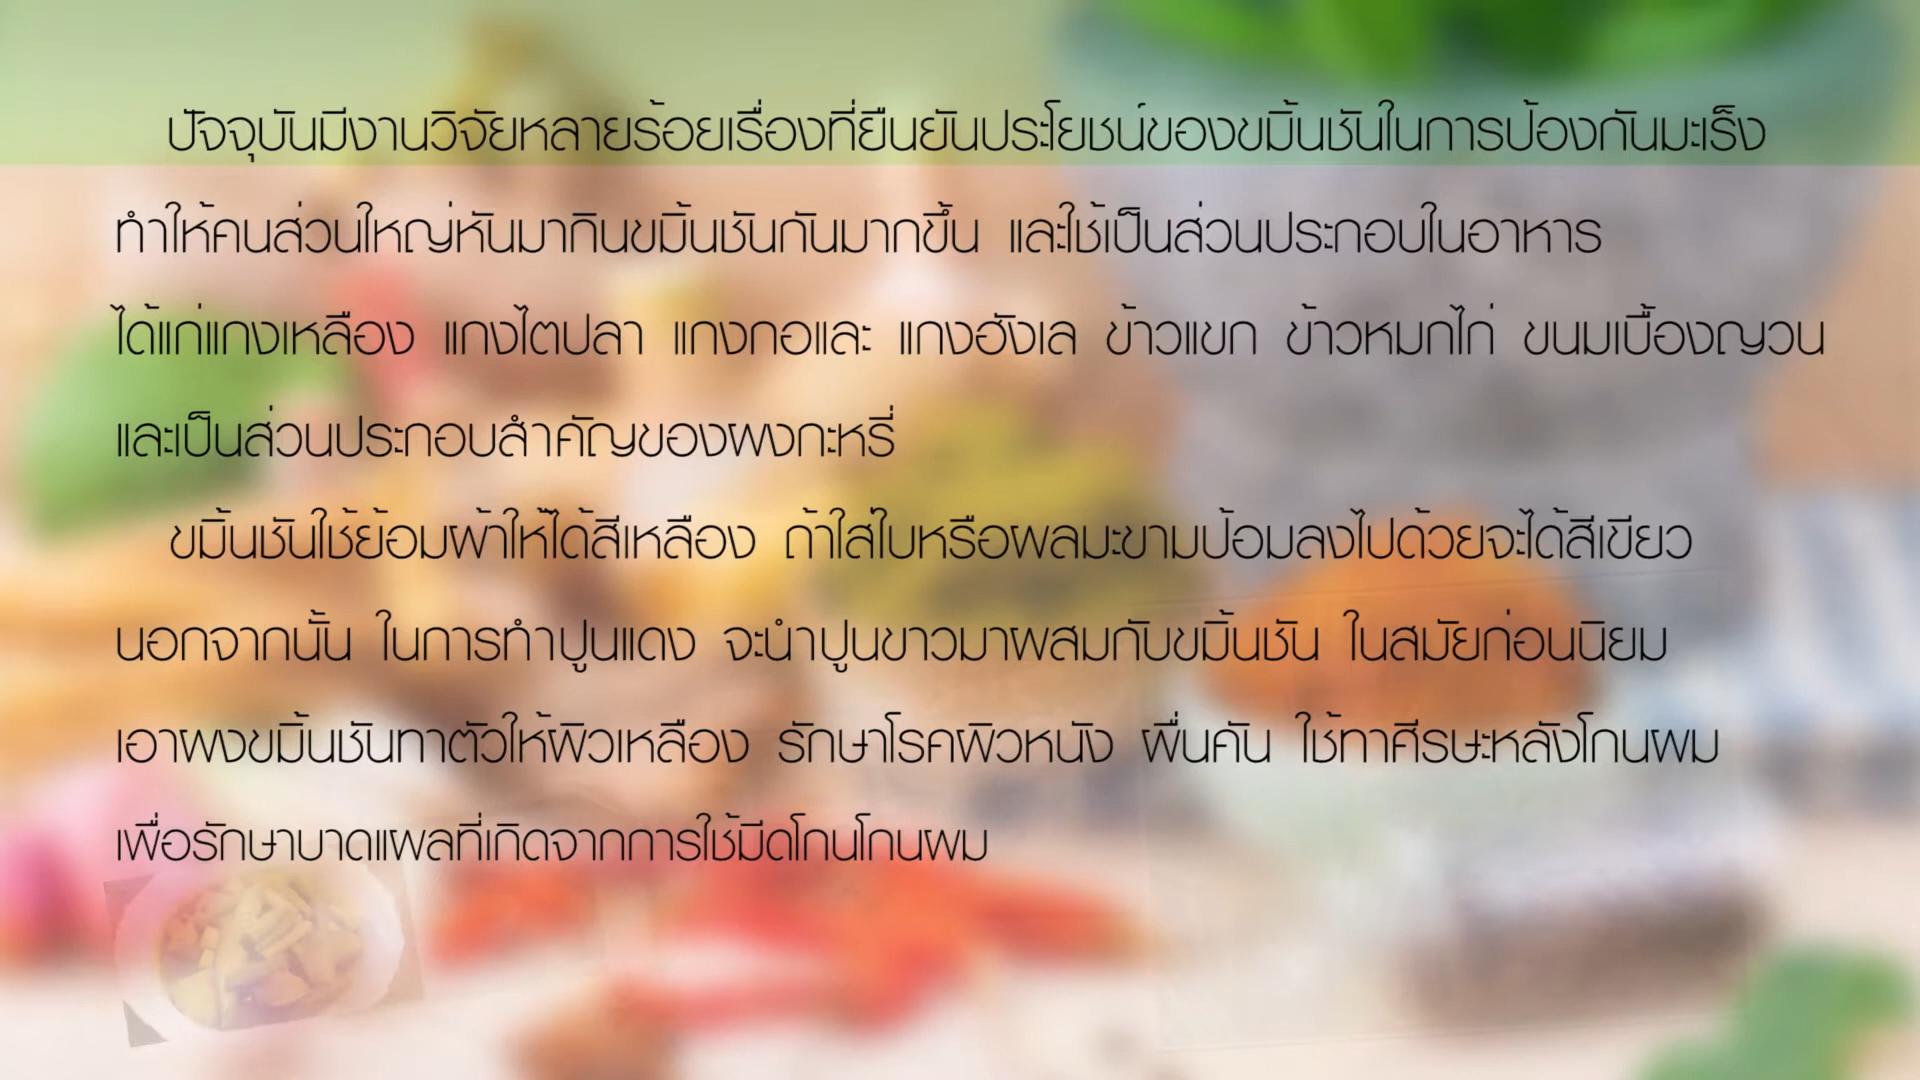 ปัจจุบันมีงานวิจัยหลายร้อยเรื่องที่ยืนยันประโยชน์ของขมิ้นชันในการป้องกันมะเร็ง
ทำให้คนส่วนใหญ่หันมากินขมิ้นชันกันมากขึ้น และใช้เป็นส่วนประกอบในอาหาร
ได้แก่แกงเหลือง แกงไตปลา แกงกอและ แกงฮังเล ข้าวแขก ข้าวหมกไก่ ขนมเบื้องญวน
และเป็นส่วนประกอบสำคัญของผงกะหรี่
ขมิ้นชันใช้ย้อมผ้าให้ได้สีเหลือง ถ้าใส่ใบหรือผลมะขามป้อมลงไปด้วยจะได้สีเขียว
นอกจากนั้น ในการทำปูนแดง จะนำปูนขาวมาผสมกับขมิ้นชัน ในสมัยก่อนนิยม
เอาผงขมิ้นชันทาตัวให้ผิวเหลือง รักษาโรคผิวหนัง ผื่นคัน ใช้ทาศีรษะหลังโกนผม
เพื่อรักษาบาดแผลที่เกิดจากการใช้มีดโกนโกนผม